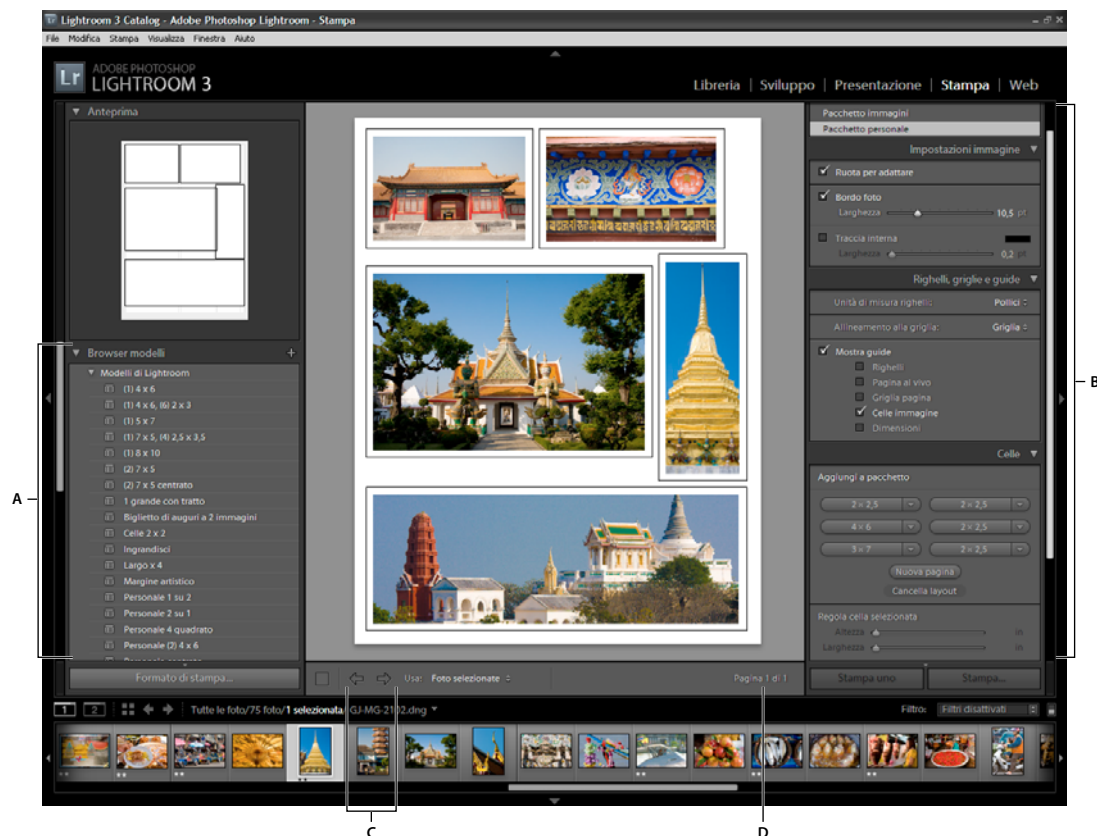 Lightroom 3 Catalog - Adobe Photoshop Lightroom - Stampa
File Modifica Stampa Visualizza Finestra Aiuto
Lr ADOBE PHOTOSHOP
LIGHTROOM 3
Libreria | Sviluppo | Presentazione | Stampa | Web
Anteprima
Browser modelli +
Modelli di Lightroom
(1) 4 x 6
(1) 4 x 6, (6) 2 x 3
(1) 5 x 7
(1) 7 x 5, (4) 2,5 x 3,5
(1) 8 x 10
(2) 7 x 5
(2) 7 x 5 centrato
1 grande con tratto
Biglietto di auguri a 2 immagini
Celle 2 x 2
Ingrandisci
Largo x 4
Margine artistico
Personale 1 su 2
Personale 2 su 1
Personale 4 quadrato
Personale (2) 4 x 6
Personale centrato
Formato di stampa...
A
Usa: Foto selezionate
Pagina 1 di 1
Pacchetto immagini
Pacchetto personale
Impostazioni immagine
Ruota per adattare
Bordo foto
Larghezza 10,5 pt
Traccia interna
Larghezza 0,2 pt
Righelli, griglie e guide
Unità di misura righelli: Pollici
Allineamento alla griglia: Griglia
Mostra guide
Righelli
Pagina al vivo
Griglia pagina
Celle immagine
Dimensioni
Celle
Aggiungi a pacchetto
2 × 2,5 2 × 2,5
4 × 6 2 × 2,5
3 × 7 2 × 2,5
Nuova pagina
Cancella layout
Regola cella selezionata
Altezza in
Larghezza in
Stampa uno Stampa...
B
1 2 Tutte le foto/75 foto/1 selezionata/GJ-MG-2102.dng
Filtro: Filtri disattivati
C
D